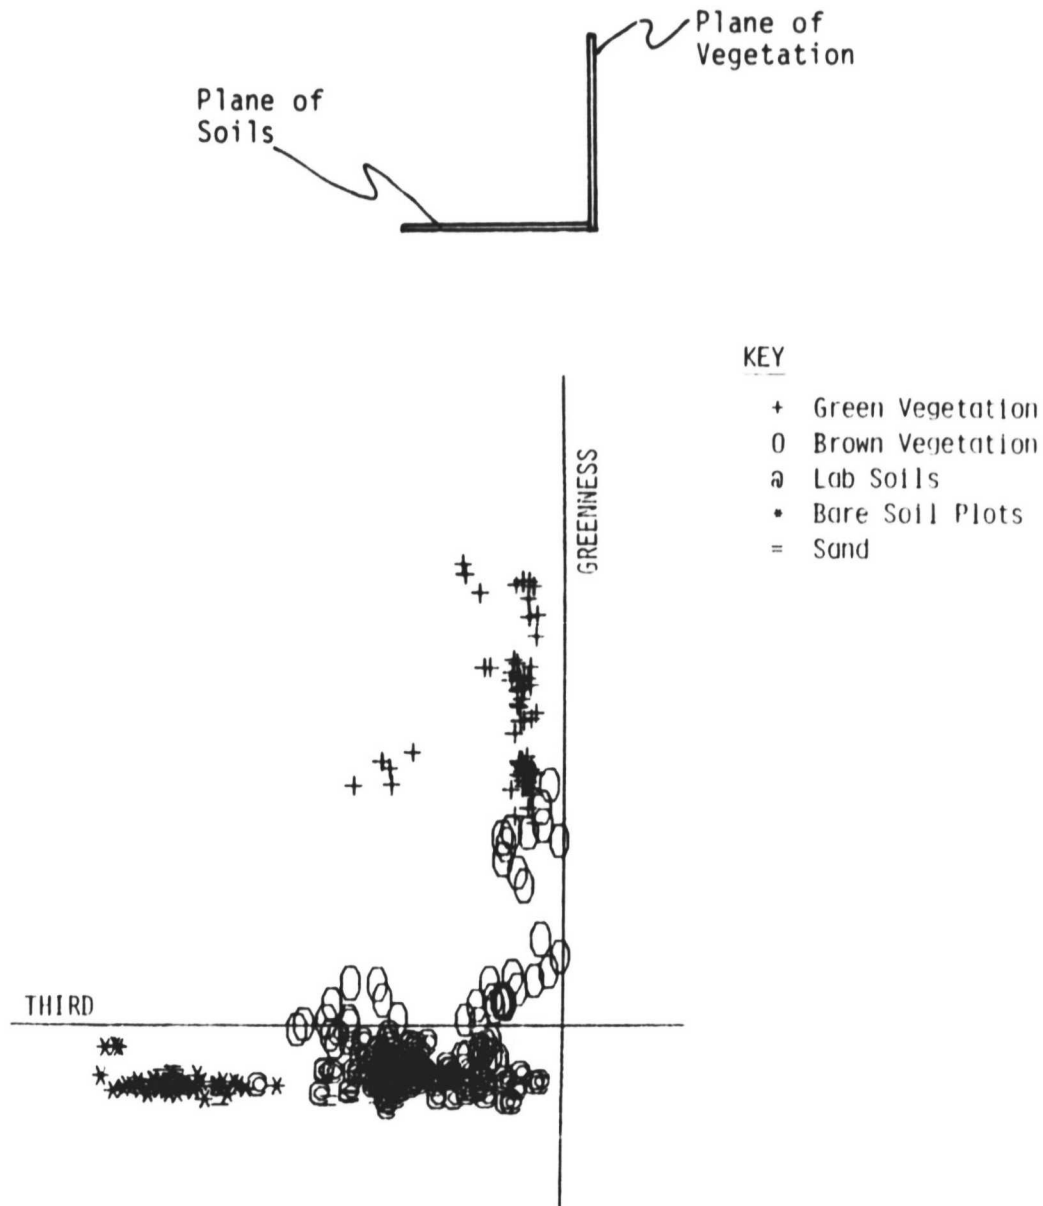 Plane of
Vegetation
Plane of
Soils
KEY
+ Green Vegetation
O Brown Vegetation
a Lab Soils
* Bare Soil Plots
= Sand
GREENNESS
THIRD